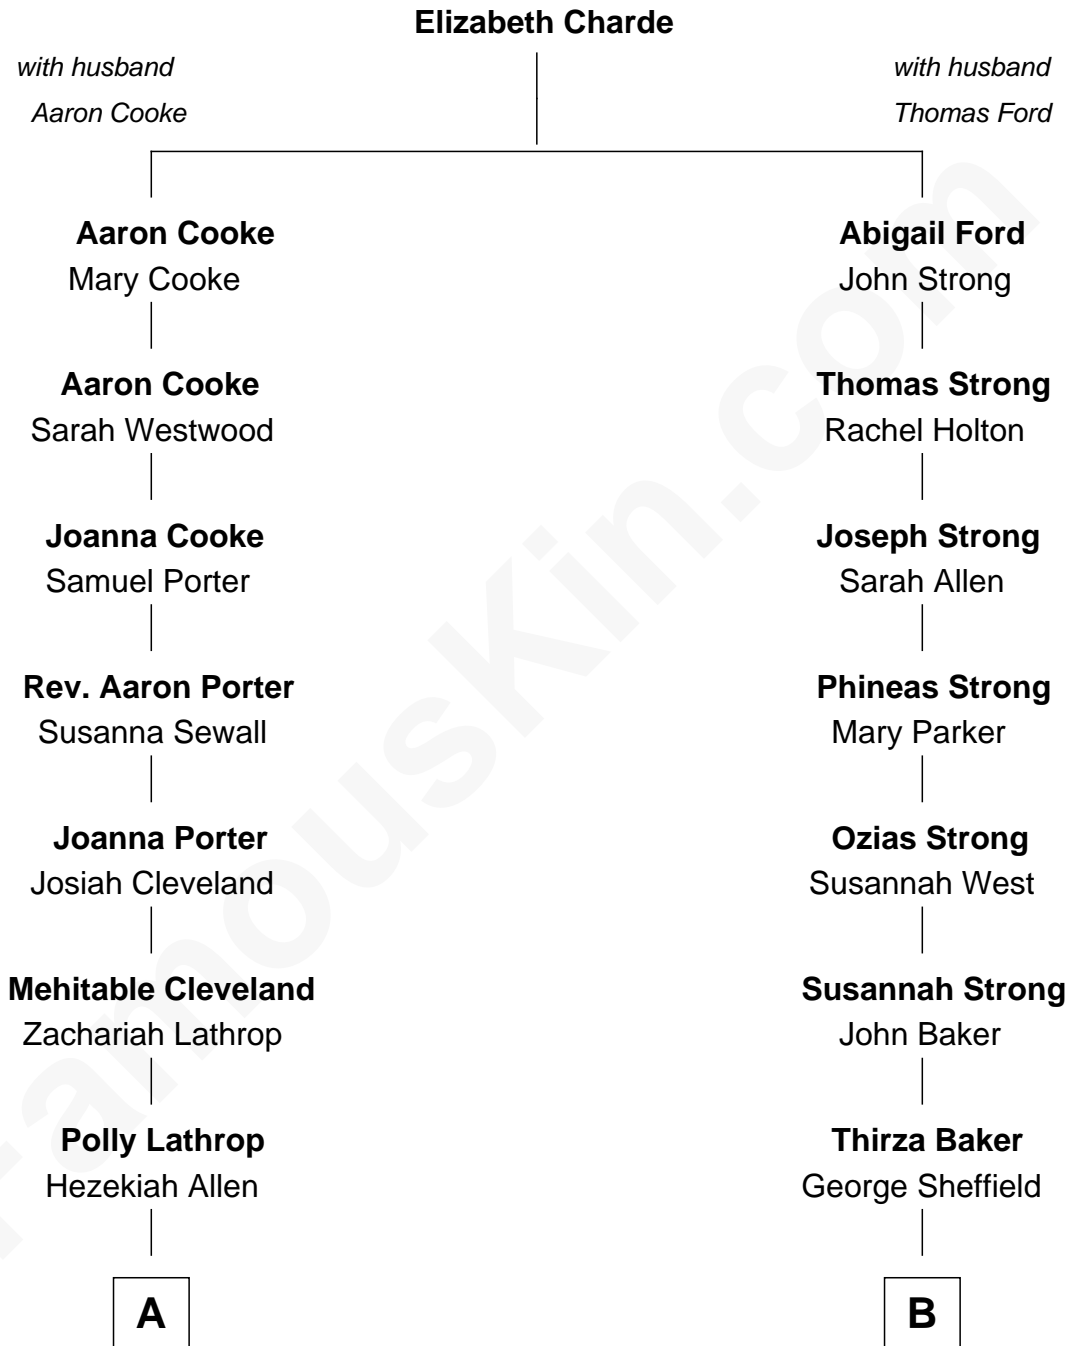 Elizabeth Charde
with husband with husband
Aaron Cooke Thomas Ford
Aaron Cooke Abigail Ford
Mary Cooke John Strong
Aaron Cooke Thomas Strong
Sarah Westwood Rachel Holton
Joanna Cooke Joseph Strong
Samuel Porter Sarah Allen
Rev. Aaron Porter Phineas Strong
Susanna Sewall Mary Parker
Joanna Porter Ozias Strong
Josiah Cleveland Susannah West
Mehitable Cleveland Susannah Strong
Zachariah Lathrop John Baker
Polly Lathrop Thirza Baker
Hezekiah Allen George Sheffield
A B
FamousKin.com